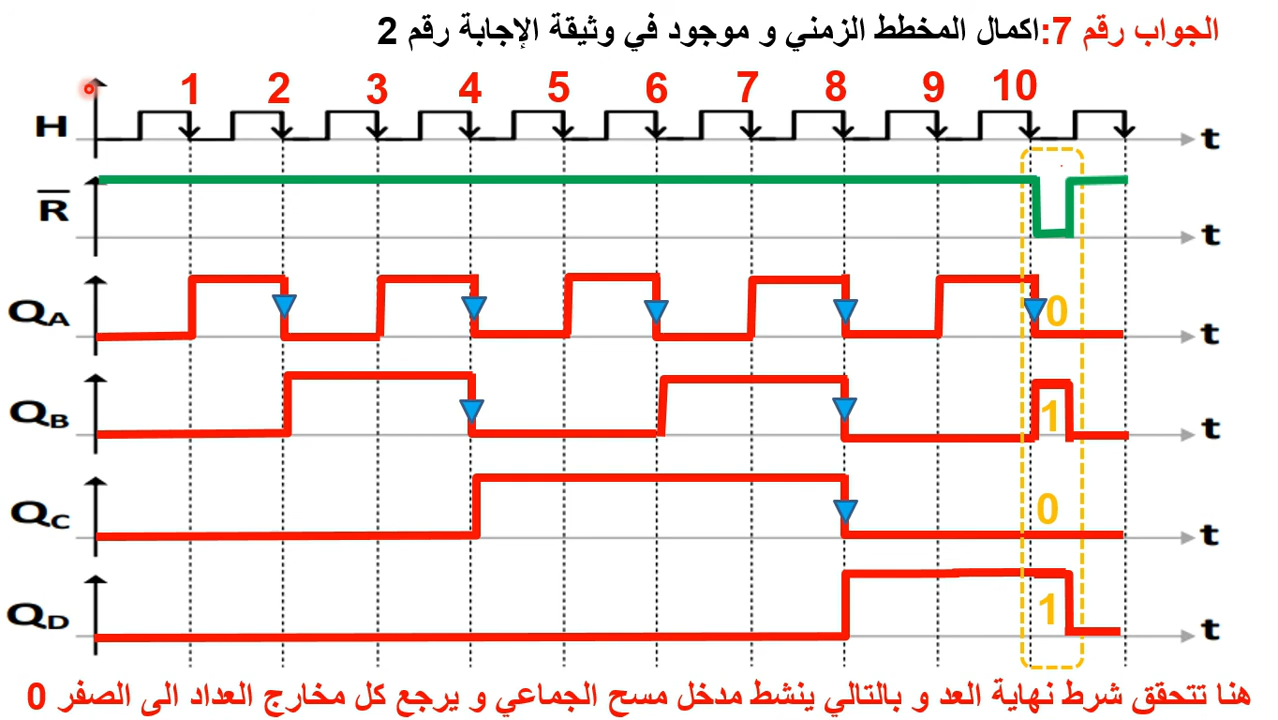 الجواب رقم 7: اكمال المخطط الزمني و موجود في وثيقة الإجابة رقم 2
1 2 3 4 5 6 7 8 9 10
H t
R̅ t
QA 0 t
QB 1 t
QC 0 t
QD 1 t
هنا تتحقق شرط نهاية العد و بالتالي ينشط مدخل مسح الجماعي و يرجع كل مخارج العداد الى الصفر 0